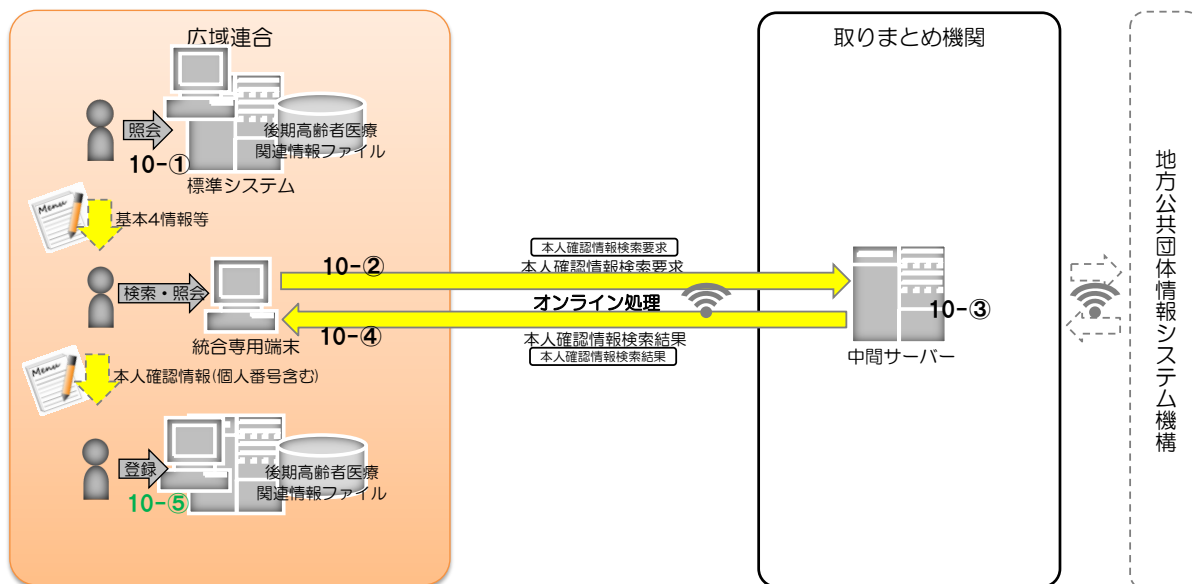 広域連合
照会
10-①
後期高齢者医療
関連情報ファイル
標準システム
Menu
基本4情報等
検索・照会
統合専用端末
Menu
本人確認情報(個人番号含む)
登録
10-⑤
後期高齢者医療
関連情報ファイル
本人確認情報検索要求
10-②
本人確認情報検索要求
オンライン処理
10-④
本人確認情報検索結果
本人確認情報検索結果
取りまとめ機関
10-③
中間サーバー
地方公共団体情報システム機構